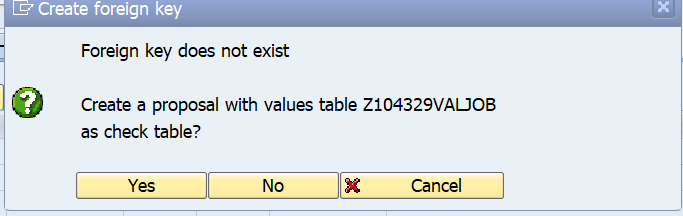 Create foreign key
Foreign key does not exist
Create a proposal with values table Z104329VALJOB
as check table?
Yes
No
Cancel